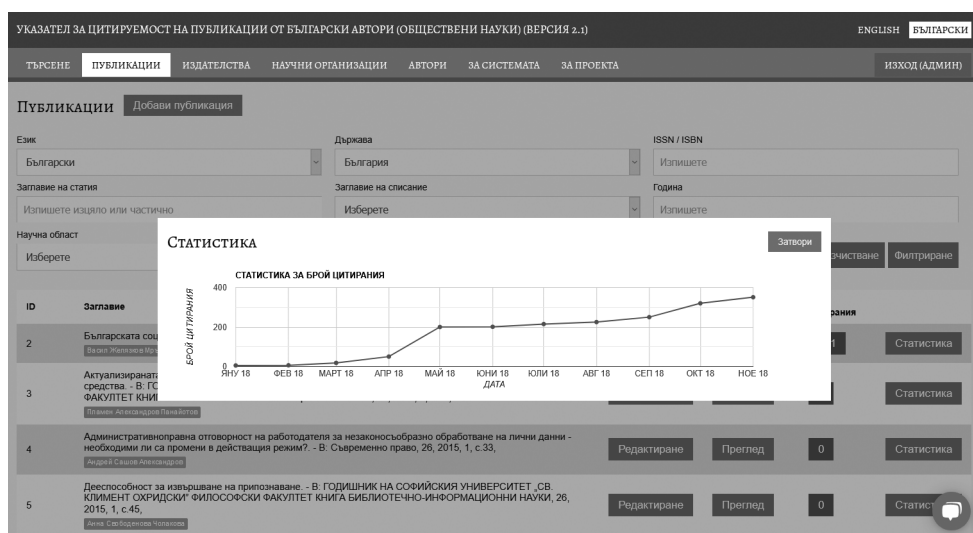 УКАЗАТЕЛ ЗА ЦИТИРУЕМОСТ НА ПУБЛИКАЦИИ ОТ БЪЛГАРСКИ АВТОРИ (ОБЩЕСТВЕНИ НАУКИ) (ВЕРСИЯ 2.1) ENGLISH БЪЛГАРСКИ
ТЪРСЕНЕ ПУБЛИКАЦИИ ИЗДАТЕЛСТВА НАУЧНИ ОРГАНИЗАЦИИ АВТОРИ ЗА СИСТЕМАТА ЗА ПРОЕКТА ИЗХОД (АДМИН)
ПУБЛИКАЦИИ Добави публикация
Език Държава ISSN / ISBN
Български България Изпишете
Заглавие на статия Заглавие на списание Година
Изпишете изцяло или частично Изберете Изпишете
Научна област
Изберете Филтриране
СТАТИСТИКА Затвори
СТАТИСТИКА ЗА БРОЙ ЦИТИРАНИЯ
БРОЙ ЦИТИРАНИЯ
400
200
0
ЯНУ 18 ФЕВ 18 МАРТ 18 АПР 18 МАЙ 18 ЮНИ 18 ЮЛИ 18 АВГ 18 СЕП 18 ОКТ 18 НОЕ 18
ДАТА
ID Заглавие
2 Българската Статистика
3 Актуализираната Статистика
средства. - В:
ФАКУЛТЕТ
Пламен Александров Панайотов
4 Административноправна отговорност на работодателя за незаконосъобразно обработване на лични данни -
необходими ли са промени в действащия режим?. - В: Съвременно право, 26, 2015, 1, с.33,
Андрей Сашов Александров
Редактиране Преглед 0 Статистика
5 Дееспособност за извършване на припознаване. - В: ГОДИШНИК НА СОФИЙСКИЯ УНИВЕРСИТЕТ „СВ.
КЛИМЕНТ ОХРИДСКИ“ ФИЛОСОФСКИ ФАКУЛТЕТ КНИГА БИБЛИОТЕЧНО-ИНФОРМАЦИОННИ НАУКИ, 26,
2015, 1, с.45,
Анна Свободенова Чолакова
Редактиране Преглед 0